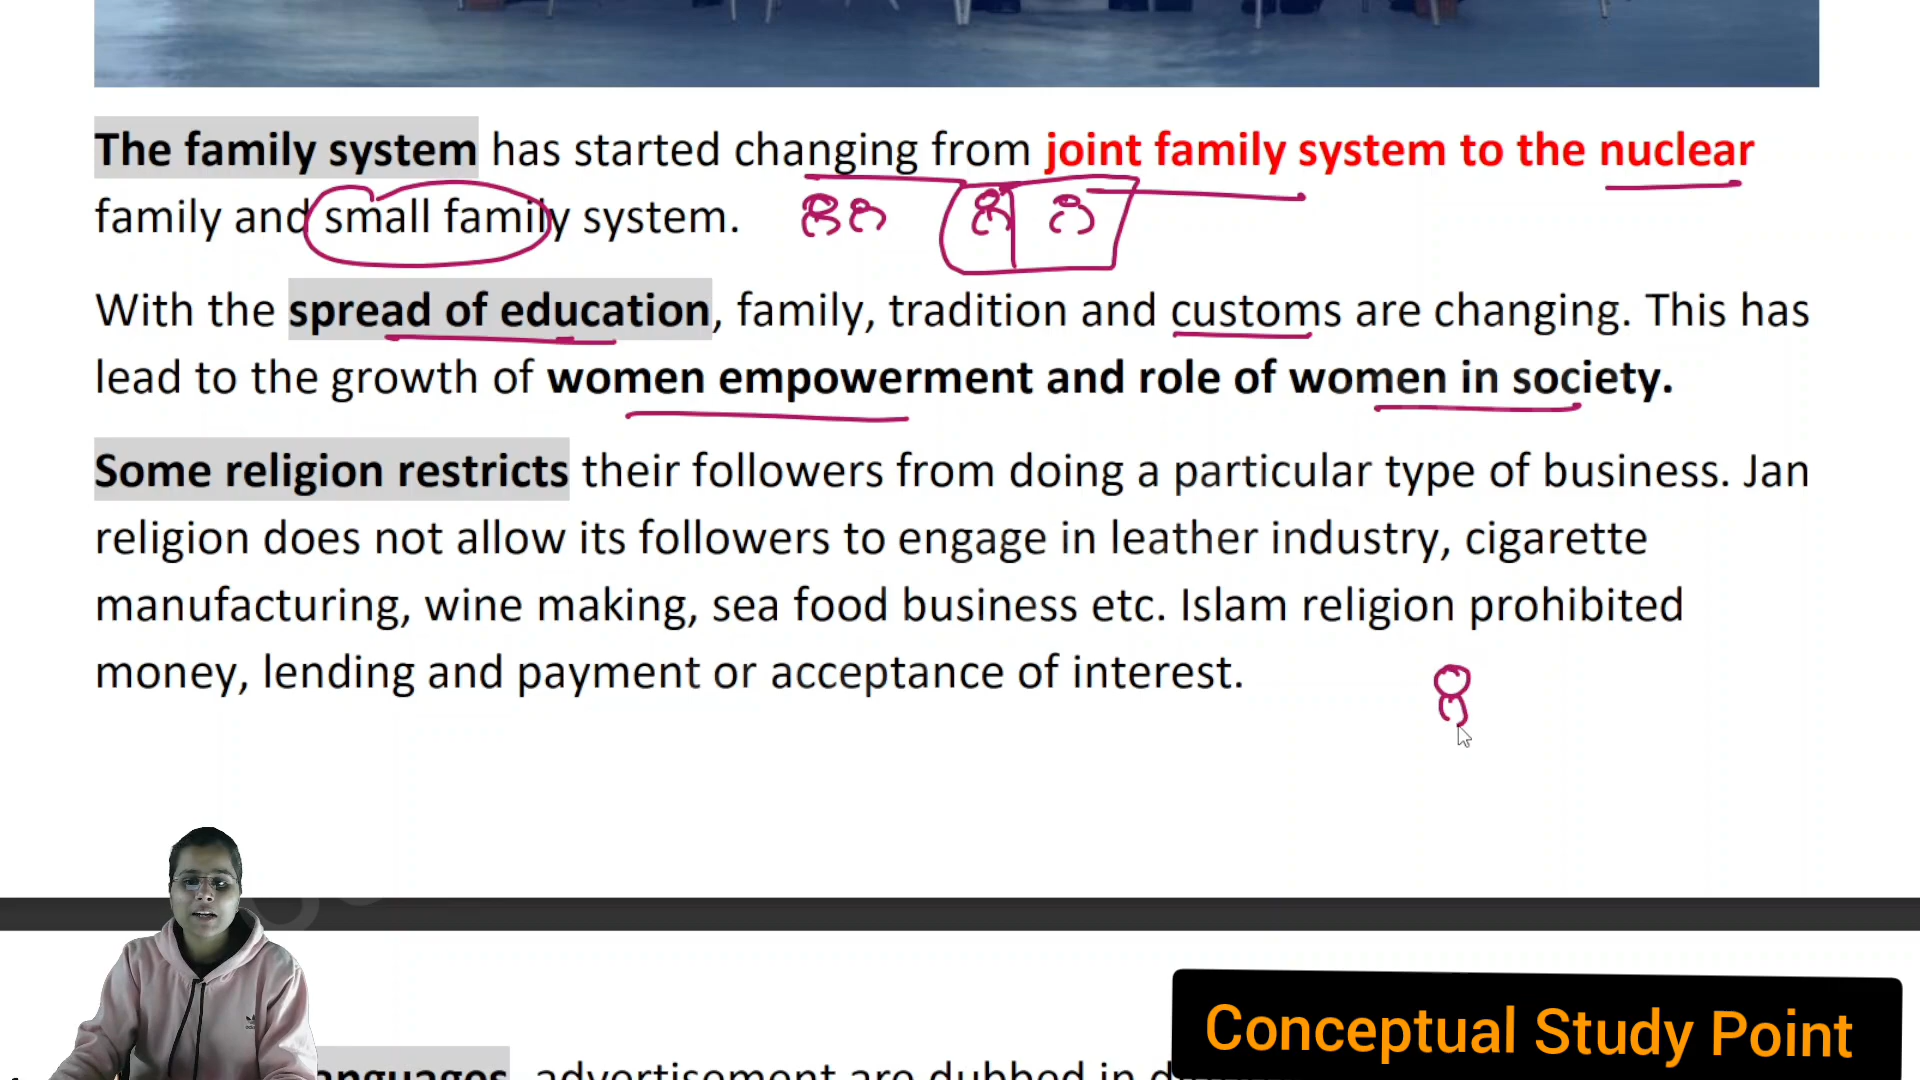 The family system has started changing from joint family system to the nuclear
family and small family system.
With the spread of education, family, tradition and customs are changing. This has
lead to the growth of women empowerment and role of women in society.
Some religion restricts their followers from doing a particular type of business. Jan
religion does not allow its followers to engage in leather industry, cigarette
manufacturing, wine making, sea food business etc. Islam religion prohibited
money, lending and payment or acceptance of interest.
Conceptual Study Point
advertisement are dubbed in